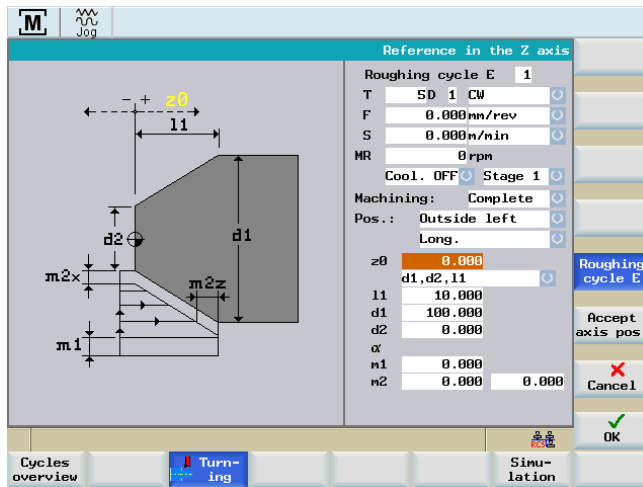 M
Jog
Reference in the Z axis
- + z0
l1
d2
d1
m2x
m2z
m1
Roughing cycle E 1
T 5 D 1 CW
F 0.000 mm/rev
S 0.000 m/min
MR 0 rpm
Cool. OFF Stage 1
Machining: Complete
Pos.: Outside left
Long.
z0 0.000
d1,d2,l1
l1 10.000
d1 100.000
d2 0.000
α
m1 0.000
m2 0.000 0.000
Roughing
cycle E
Accept
axis pos
Cancel
OK
RCS
Cycles
overview
Turn-
ing
Simu-
lation